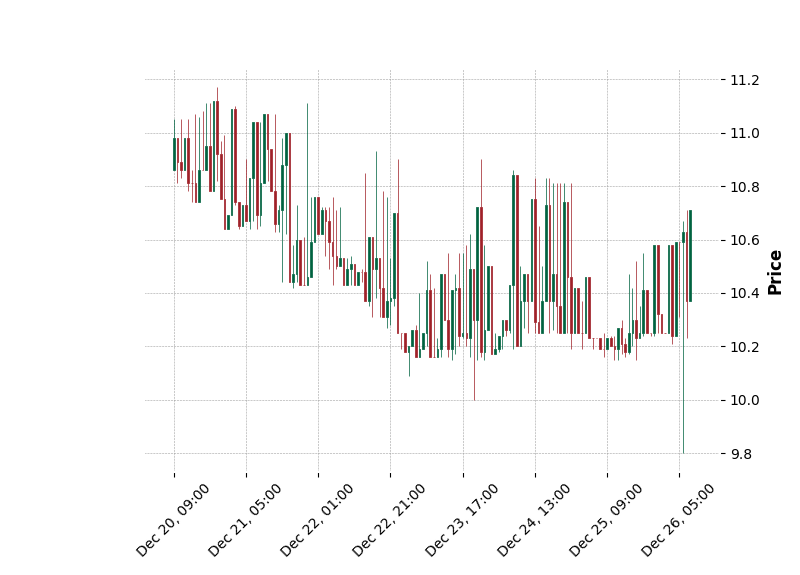 11.2
11.0
10.8
10.6
10.4
10.2
10.0
9.8
Price
Dec 20, 09:00
Dec 21, 05:00
Dec 22, 01:00
Dec 22, 21:00
Dec 23, 17:00
Dec 24, 13:00
Dec 25, 09:00
Dec 26, 05:00